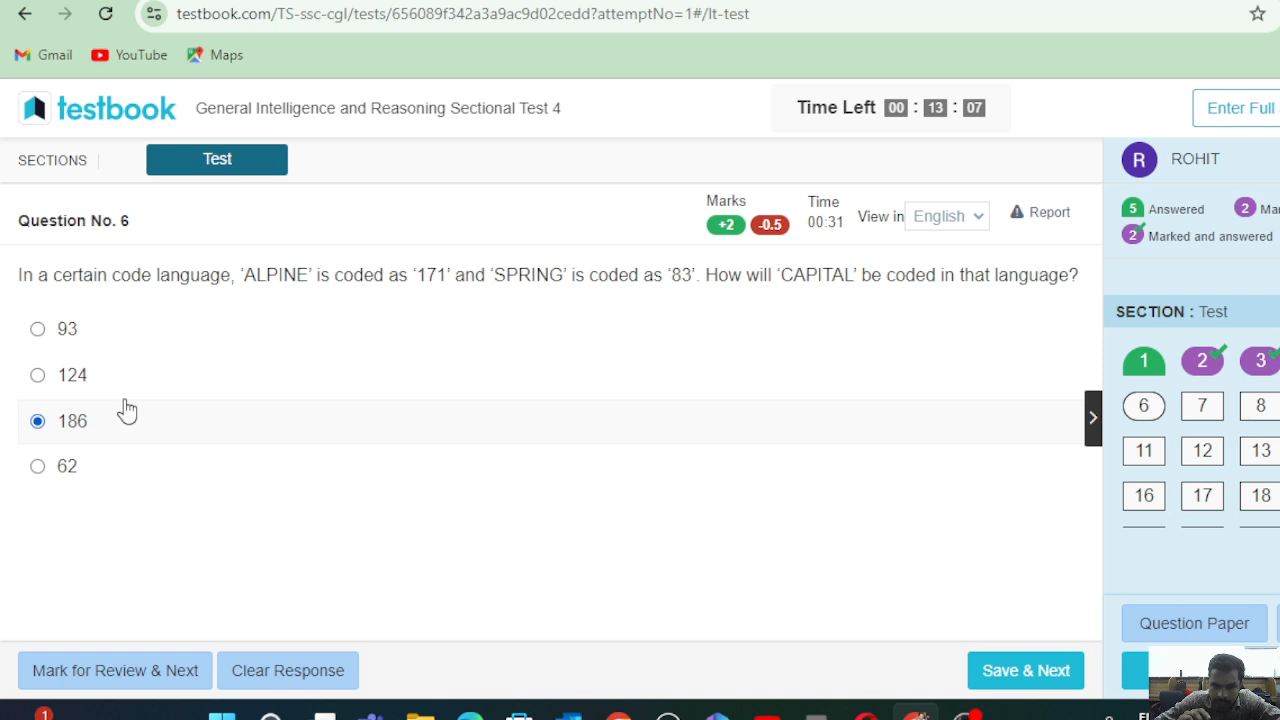 testbook.com/TS-ssc-cgl/tests/656089f342a3a9ac9d02cedd?attemptNo=1#/lt-test
Gmail YouTube Maps
testbook General Intelligence and Reasoning Sectional Test 4 Time Left 00 : 13 : 07 Enter Full
SECTIONS Test R ROHIT
Question No. 6 Marks +2 -0.5 Time 00:31 View in English Report
5 Answered 2 Mar
2 Marked and answered
In a certain code language, ‘ALPINE’ is coded as ‘171’ and ‘SPRING’ is coded as ‘83’. How will ‘CAPITAL’ be coded in that language?
93
124
186
62
SECTION : Test
1 2 3
6 7 8
11 12 13
16 17 18
Question Paper
Mark for Review & Next Clear Response Save & Next
1